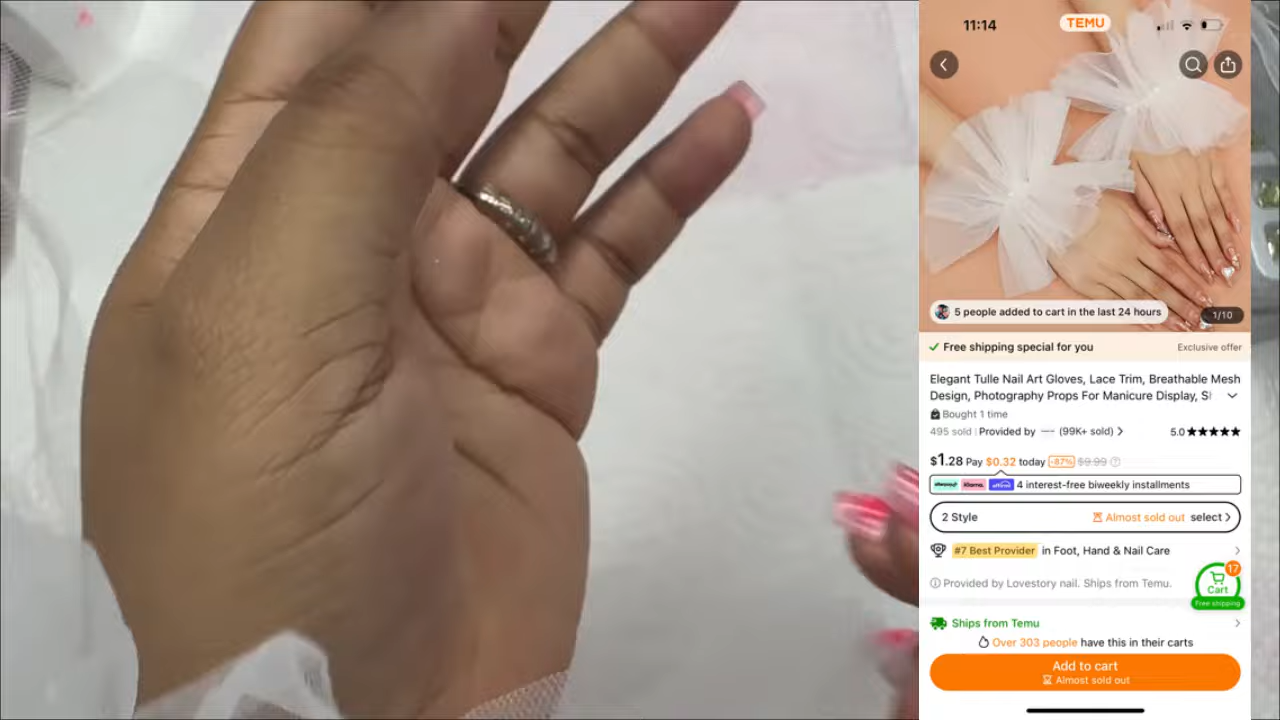 11:14
TEMU
5 people added to cart in the last 24 hours
1/10
Free shipping special for you
Exclusive offer
Elegant Tulle Nail Art Gloves, Lace Trim, Breathable Mesh
Design, Photography Props For Manicure Display, S
Bought 1 time
495 sold | Provided by (99K+ sold)
5.0 ★★★★★
$1.28 Pay $0.32 today -87% $9.99
Klarna. affirm 4 interest-free biweekly installments
2 Style
Almost sold out select
#7 Best Provider in Foot, Hand & Nail Care
17
Cart
Free shipping
Provided by Lovestory nail. Ships from Temu.
Ships from Temu
Over 303 people have this in their carts
Add to cart
Almost sold out